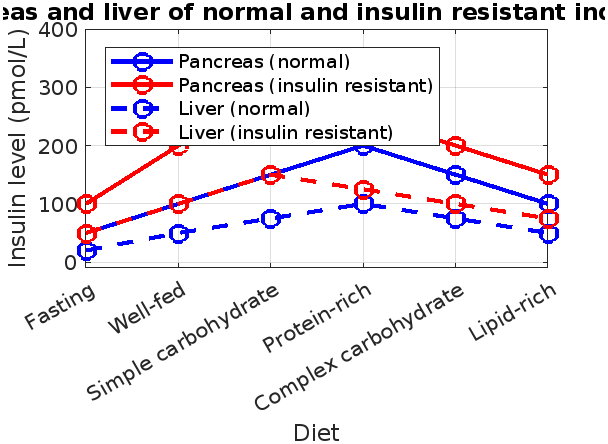 eas and liver of normal and insulin resistant inc
Insulin level (pmol/L)
400
300
200
100
0
Pancreas (normal)
Pancreas (insulin resistant)
Liver (normal)
Liver (insulin resistant)
Fasting
Well-fed
Simple carbohydrate
Protein-rich
Complex carbohydrate
Lipid-rich
Diet